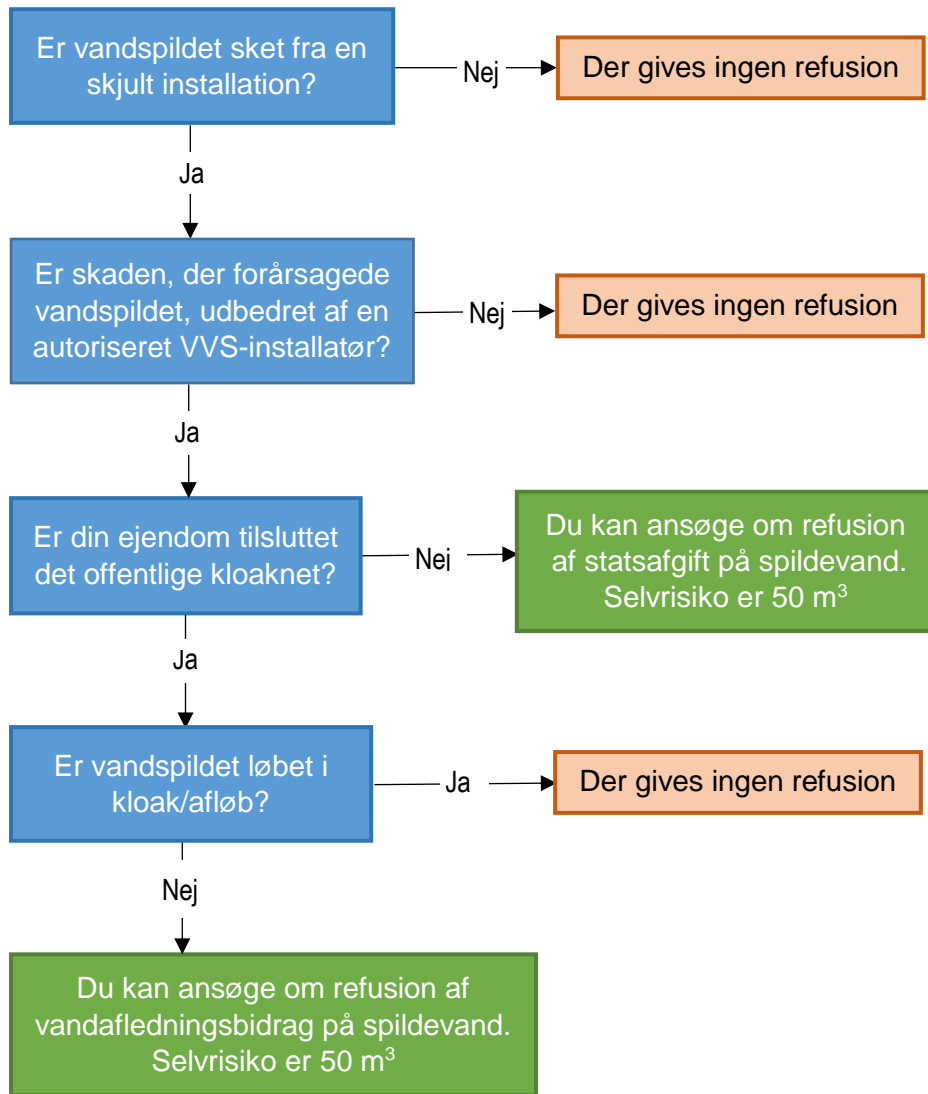 Er vandspildet sket fra en
skjult installation?
Nej
Der gives ingen refusion
Ja
Er skaden, der forårsagede
vandspildet, udbedret af en
autoriseret VVS-installatør?
Nej
Der gives ingen refusion
Ja
Er din ejendom tilsluttet
det offentlige kloaknet?
Nej
Du kan ansøge om refusion
af statsafgift på spildevand.
Selvrisiko er 50 m³
Ja
Er vandspildet løbet i
kloak/afløb?
Ja
Der gives ingen refusion
Nej
Du kan ansøge om refusion af
vandafledningsbidrag på spildevand.
Selvrisiko er 50 m³